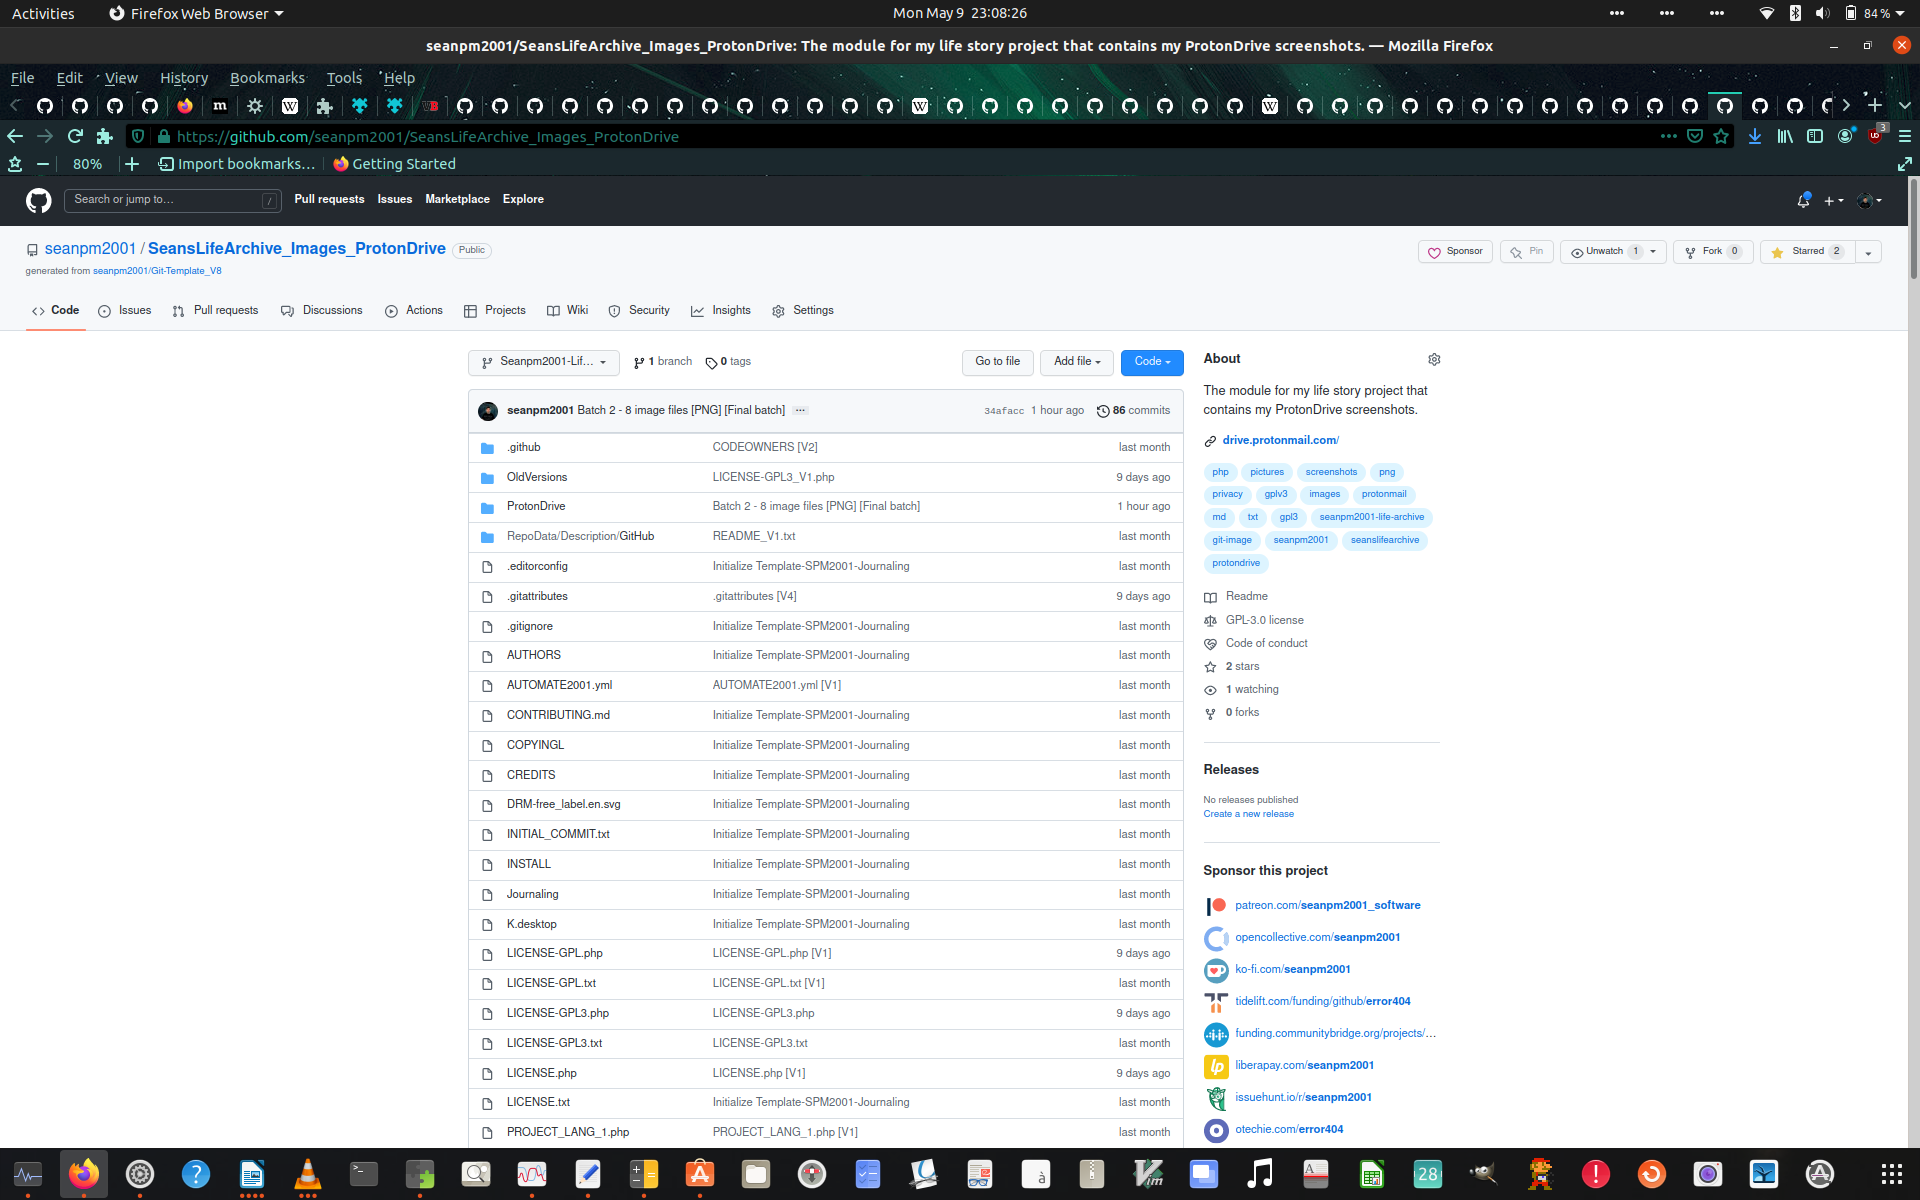 Activities Firefox Web Browser Mon May 9 23:08:26 84 %
seanpm2001/SeansLifeArchive_Images_ProtonDrive: The module for my life story project that contains my ProtonDrive screenshots. — Mozilla Firefox
File Edit View History Bookmarks Tools Help
https://github.com/seanpm2001/SeansLifeArchive_Images_ProtonDrive 3
80% Import bookmarks... Getting Started
Search or jump to... / Pull requests Issues Marketplace Explore
seanpm2001 / SeansLifeArchive_Images_ProtonDrive Public Sponsor Pin Unwatch 1 Fork 0 Starred 2
generated from seanpm2001/Git-Template_V8
Code Issues Pull requests Discussions Actions Projects Wiki Security Insights Settings
Seanpm2001-Lif... 1 branch 0 tags Go to file Add file Code
seanpm2001 Batch 2 - 8 image files [PNG] [Final batch] ... 34afacc 1 hour ago 86 commits
.github CODEOWNERS [V2] last month
OldVersions LICENSE-GPL3_V1.php 9 days ago
ProtonDrive Batch 2 - 8 image files [PNG] [Final batch] 1 hour ago
RepoData/Description/GitHub README_V1.txt last month
.editorconfig Initialize Template-SPM2001-Journaling last month
.gitattributes .gitattributes [V4] 9 days ago
.gitignore Initialize Template-SPM2001-Journaling last month
AUTHORS Initialize Template-SPM2001-Journaling last month
AUTOMATE2001.yml AUTOMATE2001.yml [V1] last month
CONTRIBUTING.md Initialize Template-SPM2001-Journaling last month
COPYINGL Initialize Template-SPM2001-Journaling last month
CREDITS Initialize Template-SPM2001-Journaling last month
DRM-free_label.en.svg Initialize Template-SPM2001-Journaling last month
INITIAL_COMMIT.txt Initialize Template-SPM2001-Journaling last month
INSTALL Initialize Template-SPM2001-Journaling last month
Journaling Initialize Template-SPM2001-Journaling last month
K.desktop Initialize Template-SPM2001-Journaling last month
LICENSE-GPL.php LICENSE-GPL.php [V1] 9 days ago
LICENSE-GPL.txt LICENSE-GPL.txt [V1] last month
LICENSE-GPL3.php LICENSE-GPL3.php 9 days ago
LICENSE-GPL3.txt LICENSE-GPL3.txt last month
LICENSE.php LICENSE.php [V1] 9 days ago
LICENSE.txt Initialize Template-SPM2001-Journaling last month
PROJECT_LANG_1.php PROJECT_LANG_1.php [V1] last month
About
The module for my life story project that
contains my ProtonDrive screenshots.
drive.protonmail.com/
php pictures screenshots png
privacy gplv3 images protonmail
md txt gpl3 seanpm2001-life-archive
git-image seanpm2001 seanslifearchive
protondrive
Readme
GPL-3.0 license
Code of conduct
2 stars
1 watching
0 forks
Releases
No releases published
Create a new release
Sponsor this project
patreon.com/seanpm2001_software
opencollective.com/seanpm2001
ko-fi.com/seanpm2001
tidelift.com/funding/github/error404
funding.communitybridge.org/projects/...
liberapay.com/seanpm2001
issuehunt.io/r/seanpm2001
otechie.com/error404
28